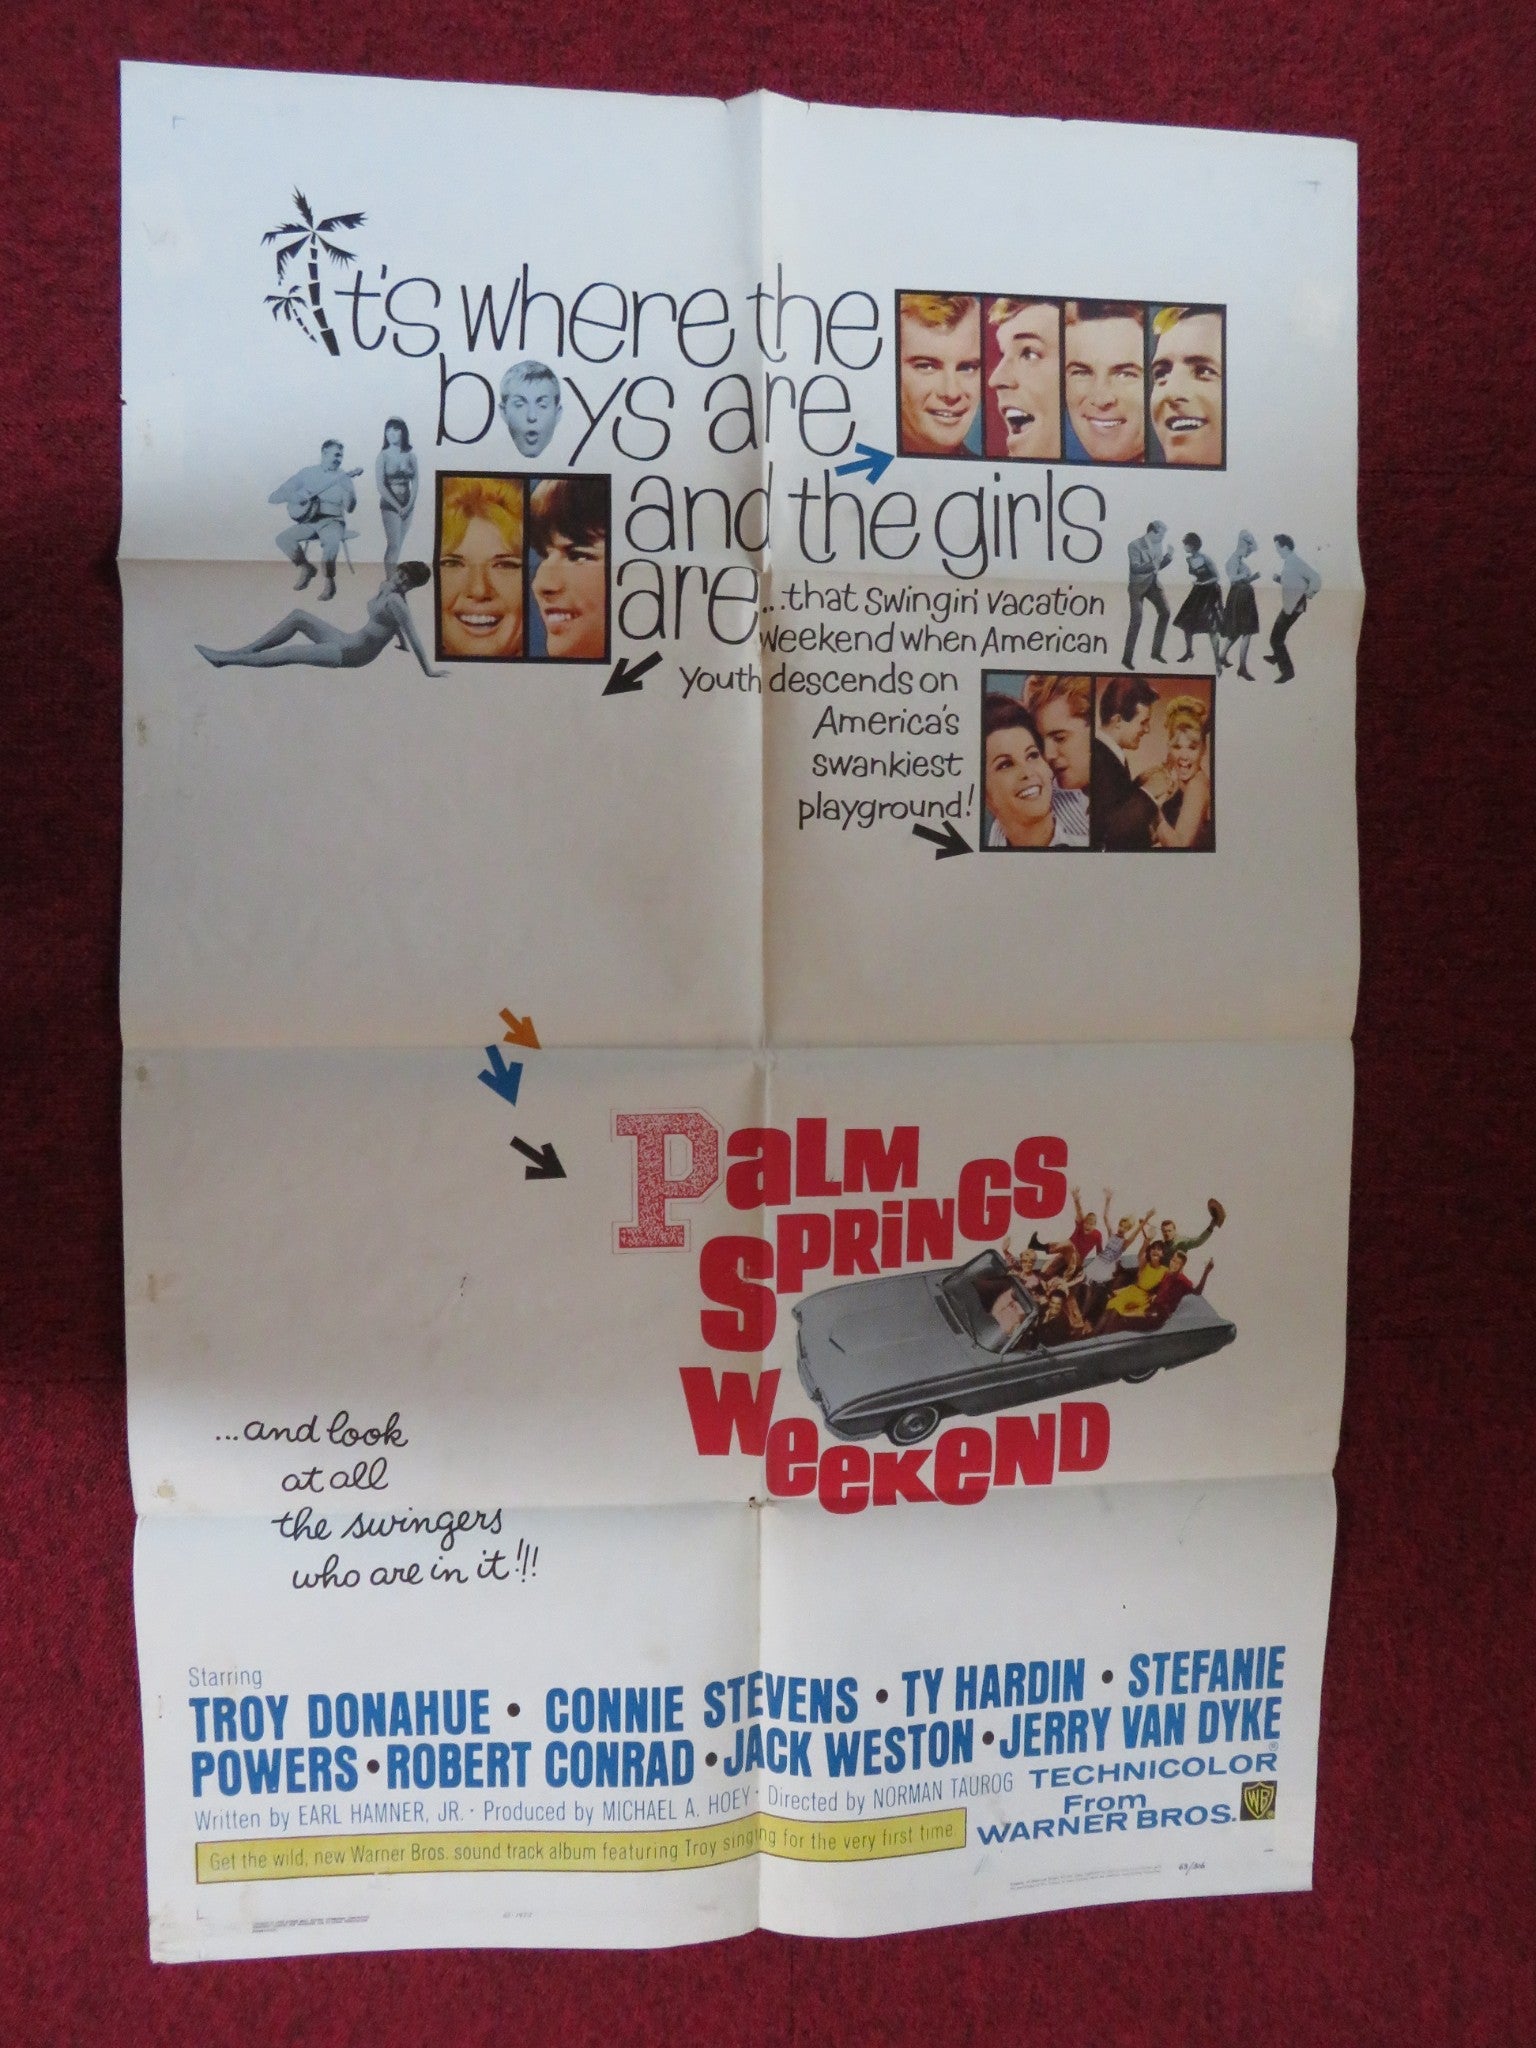 It's where the
boys are
and the girls
are...that swingin' vacation
weekend when American
youth descends on
America's
swankiest
playground!
PALM
SPRiNGS
WeeKeND
...and look
at all
the swingers
who are in it!!!
Starring
TROY DONAHUE • CONNIE STEVENS • TY HARDIN • STEFANIE
POWERS • ROBERT CONRAD • JACK WESTON • JERRY VAN DYKE
Written by EARL HAMNER, JR. • Produced by MICHAEL A. HOEY • Directed by NORMAN TAUROG
TECHNICOLOR®
From
WARNER BROS.
WB
Get the wild, new Warner Bros. sound track album featuring Troy singing for the very first time.
63/306